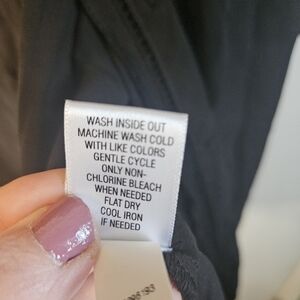 WASH INSIDE OUT
MACHINE WASH COLD
WITH LIKE COLORS
GENTLE CYCLE
ONLY NON-
CHLORINE BLEACH
WHEN NEEDED
FLAT DRY
COOL IRON
IF NEEDED